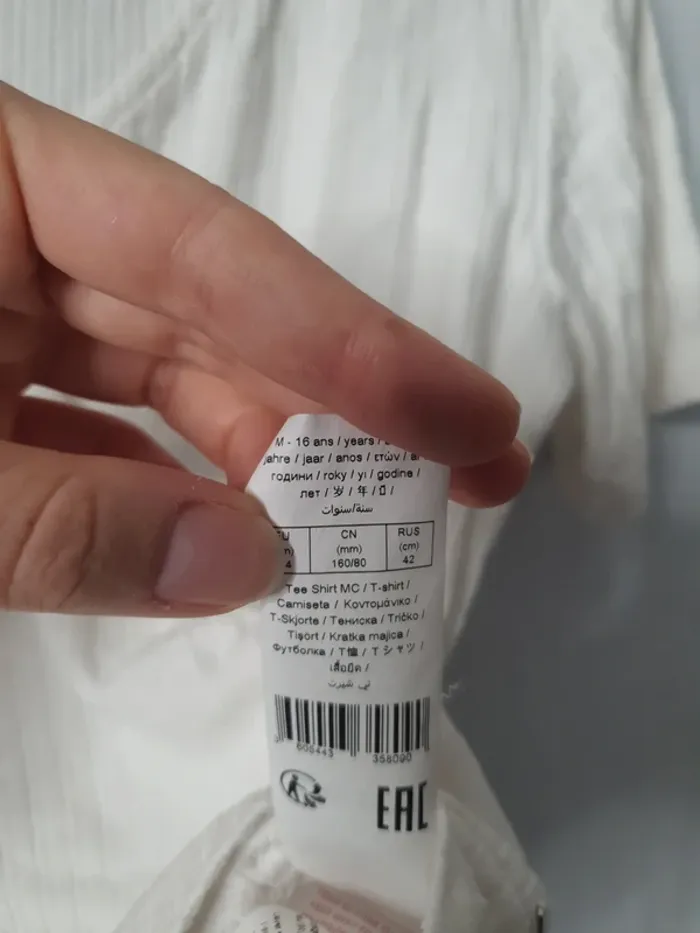 M - 16 ans / years /
jahre / jaar / anos / ετών /
години / roky / yı / godine /
лет / 岁 / 年 / ปี /
سنة/سنوات
CN
RUS
(mm)
(cm)
160/80
42
Tee Shirt MC / T-shirt /
Camiseta / Κοντομάνικο /
T-Skjorte / Тениска / Tričko /
Tişört / Kratka majica /
Футболка / T恤 / Tシャツ /
เสื้อยืด /
تي شيرت
606443 358090
EAC